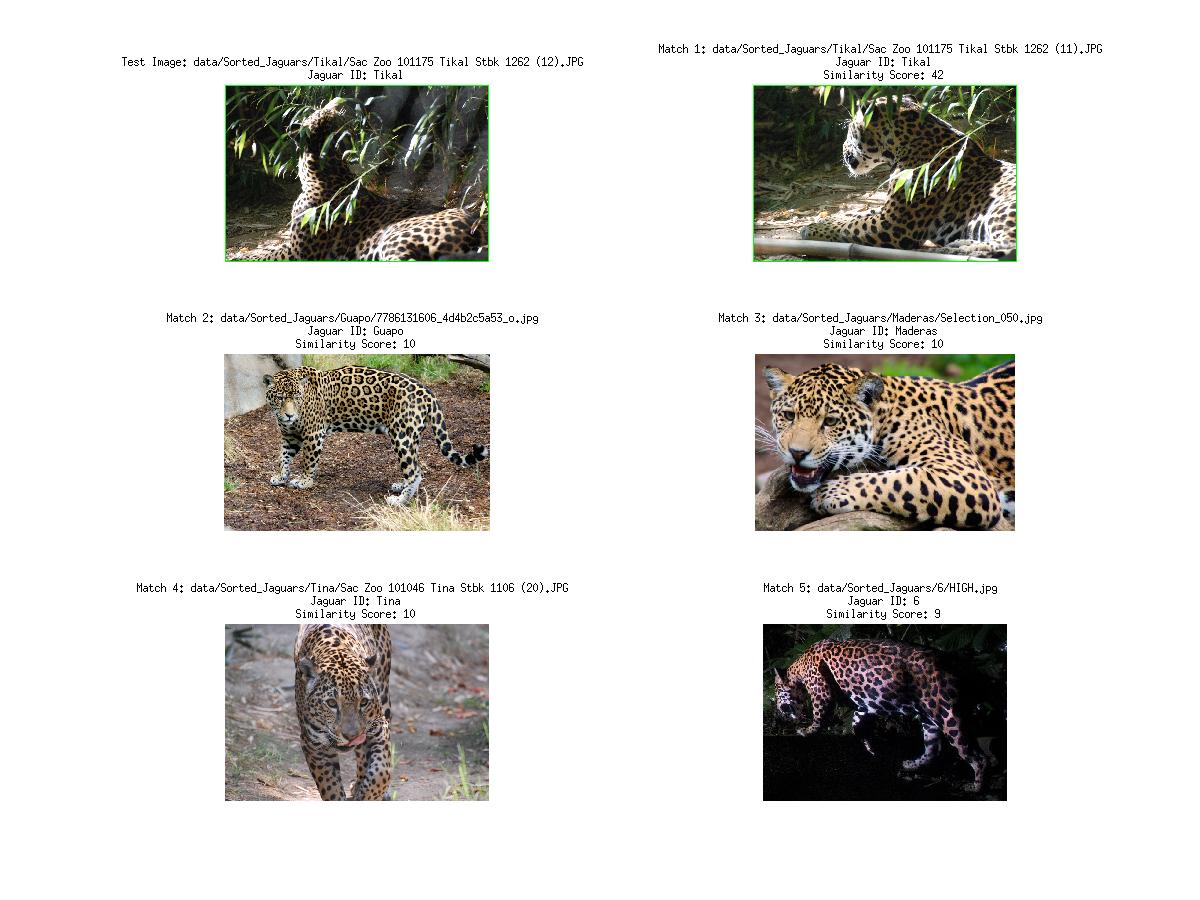 Test Image: data/Sorted_Jaguars/Tikal/Sac Zoo 101175 Tikal Stbk 1262 (12).JPG
Jaguar ID: Tikal
Match 1: data/Sorted_Jaguars/Tikal/Sac Zoo 101175 Tikal Stbk 1262 (11).JPG
Jaguar ID: Tikal
Similarity Score: 42
Match 2: data/Sorted_Jaguars/Guapo/7786131606_4d4b2c5a53_o.jpg
Jaguar ID: Guapo
Similarity Score: 10
Match 3: data/Sorted_Jaguars/Maderas/Selection_050.jpg
Jaguar ID: Maderas
Similarity Score: 10
Match 4: data/Sorted_Jaguars/Tina/Sac Zoo 101046 Tina Stbk 1106 (20).JPG
Jaguar ID: Tina
Similarity Score: 10
Match 5: data/Sorted_Jaguars/6/HIGH.jpg
Jaguar ID: 6
Similarity Score: 9